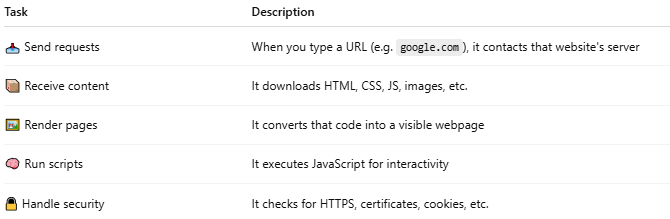 Task Description
📥 Send requests When you type a URL (e.g. google.com), it contacts that website's server
📦 Receive content It downloads HTML, CSS, JS, images, etc.
🖼️ Render pages It converts that code into a visible webpage
🧠 Run scripts It executes JavaScript for interactivity
🔒 Handle security It checks for HTTPS, certificates, cookies, etc.